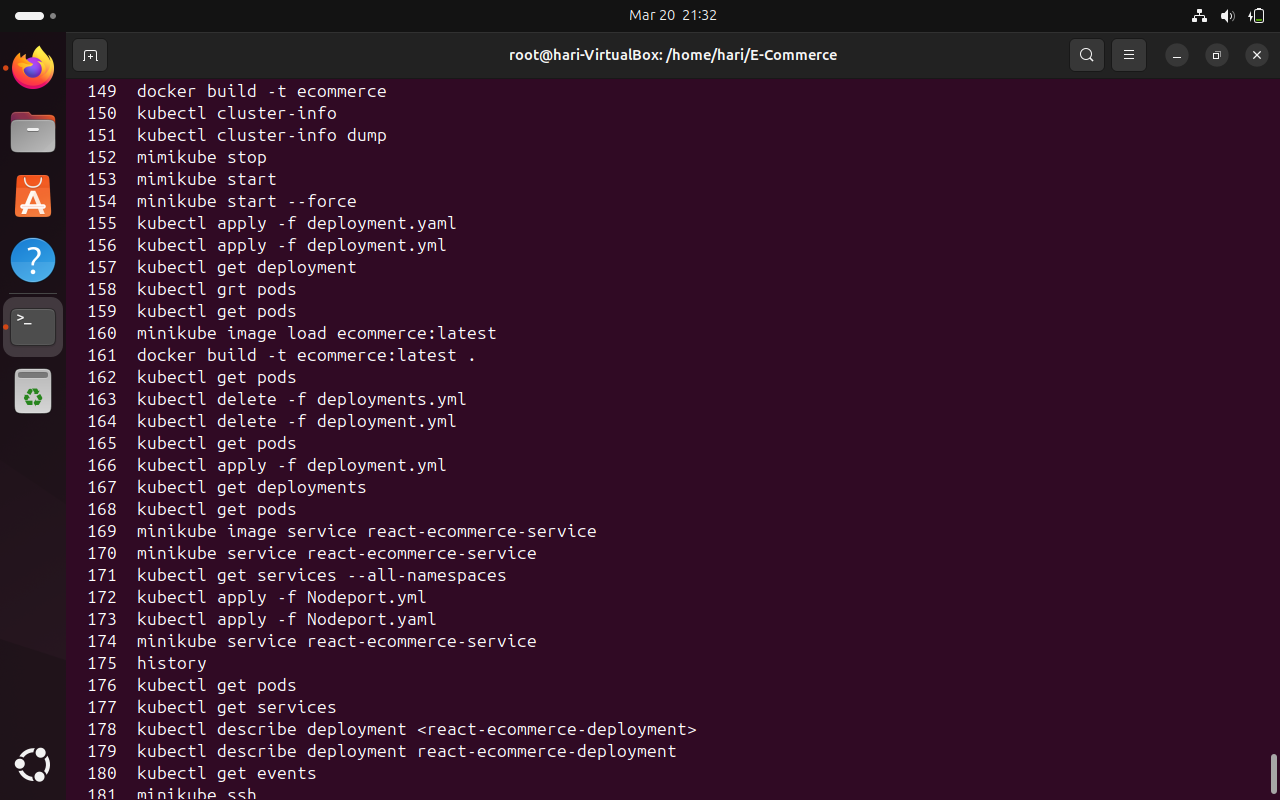 Mar 20 21:32
root@hari-VirtualBox: /home/hari/E-Commerce
149 docker build -t ecommerce
150 kubectl cluster-info
151 kubectl cluster-info dump
152 mimikube stop
153 mimikube start
154 minikube start --force
155 kubectl apply -f deployment.yaml
156 kubectl apply -f deployment.yml
157 kubectl get deployment
158 kubectl grt pods
159 kubectl get pods
160 minikube image load ecommerce:latest
161 docker build -t ecommerce:latest .
162 kubectl get pods
163 kubectl delete -f deployments.yml
164 kubectl delete -f deployment.yml
165 kubectl get pods
166 kubectl apply -f deployment.yml
167 kubectl get deployments
168 kubectl get pods
169 minikube image service react-ecommerce-service
170 minikube service react-ecommerce-service
171 kubectl get services --all-namespaces
172 kubectl apply -f Nodeport.yml
173 kubectl apply -f Nodeport.yaml
174 minikube service react-ecommerce-service
175 history
176 kubectl get pods
177 kubectl get services
178 kubectl describe deployment <react-ecommerce-deployment>
179 kubectl describe deployment react-ecommerce-deployment
180 kubectl get events
181 minikube ssh